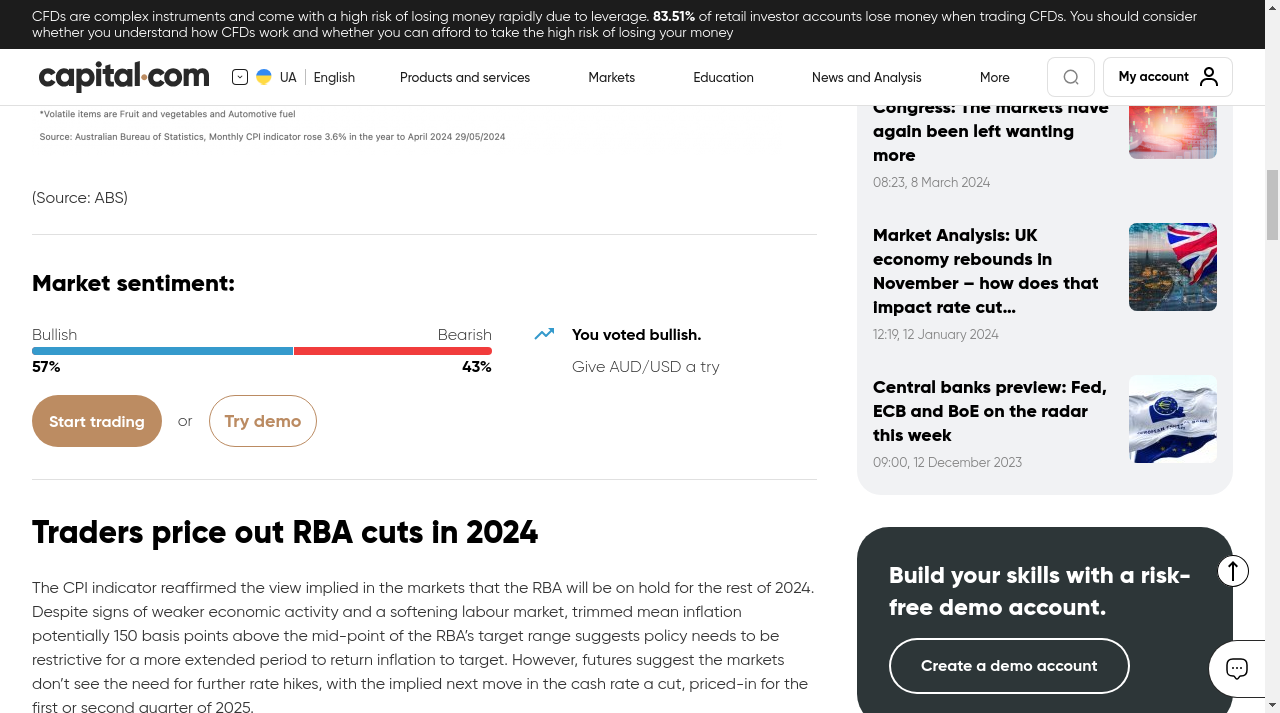 CFDs are complex instruments and come with a high risk of losing money rapidly due to leverage. 83.51% of retail investor accounts lose money when trading CFDs. You should consider
whether you understand how CFDs work and whether you can afford to take the high risk of losing your money
capital.com
UA
English
Products and services
Markets
Education
News and Analysis
More
My account
*Volatile items are Fruit and vegetables and Automotive fuel
Source: Australian Bureau of Statistics, Monthly CPI indicator rose 3.6% in the year to April 2024 29/05/2024
(Source: ABS)
Market sentiment:
Bullish
Bearish
57%
43%
You voted bullish.
Give AUD/USD a try
Start trading
or
Try demo
Traders price out RBA cuts in 2024
The CPI indicator reaffirmed the view implied in the markets that the RBA will be on hold for the rest of 2024.
Despite signs of weaker economic activity and a softening labour market, trimmed mean inflation
potentially 150 basis points above the mid-point of the RBA's target range suggests policy needs to be
restrictive for a more extended period to return inflation to target. However, futures suggest the markets
don't see the need for further rate hikes, with the implied next move in the cash rate a cut, priced-in for the
first or second quarter of 2025.
Congress: The markets have
again been left wanting
more
08:23, 8 March 2024
Market Analysis: UK
economy rebounds in
November – how does that
impact rate cut...
12:19, 12 January 2024
Central banks preview: Fed,
ECB and BoE on the radar
this week
09:00, 12 December 2023
Build your skills with a risk-
free demo account.
Create a demo account